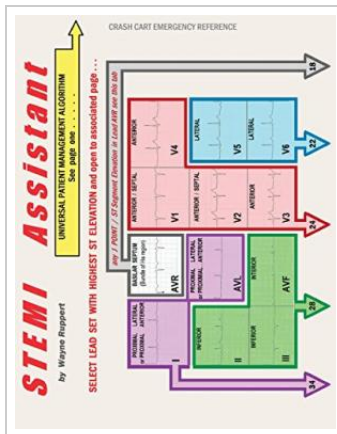 CRASH CART EMERGENCY REFERENCE
STEMI Assistant
by Wayne Ruppert
UNIVERSAL PATIENT MANAGEMENT ALGORITHM
See page one . . . . . .
SELECT LEAD SET WITH HIGHEST ST ELEVATION and open to associated page . . .
any J POINT / ST Segment Elevation in Lead AVR see this tab
18
LATERAL
PROXIMAL ANTERIOR
or PROXIMAL
I
BASILAR SEPTUM
(Bundle of His region)
AVR
ANTERIOR / SEPTAL
V1
ANTERIOR
V4
INFERIOR
II
PROXIMAL LATERAL
or PROXIMAL ANTERIOR
AVL
ANTERIOR / SEPTAL
V2
LATERAL
V5
INFERIOR
III
INFERIOR
AVF
ANTERIOR
V3
LATERAL
V6
34
28
24
22